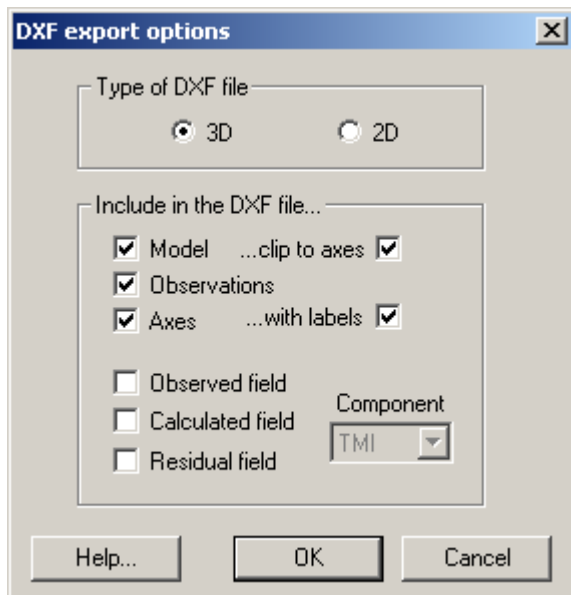 DXF export options
Type of DXF file
3D 2D
Include in the DXF file...
Model ...clip to axes
Observations
Axes ...with labels
Observed field
Component
Calculated field
TMI
Residual field
Help... OK Cancel